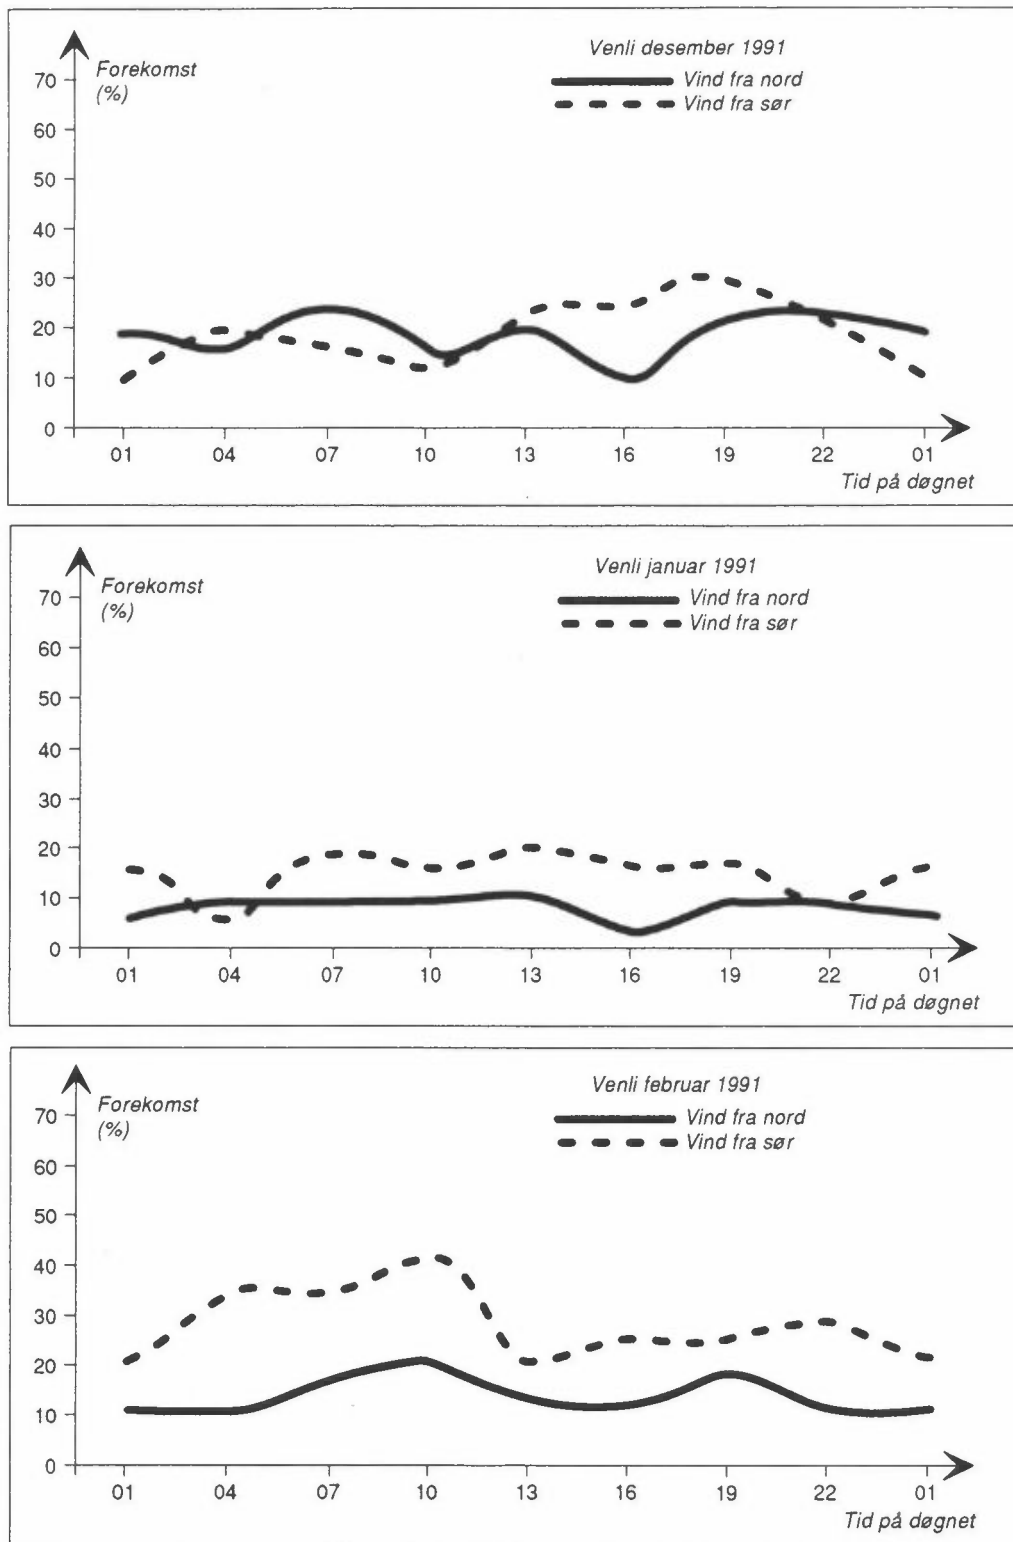 Venli desember 1991
Forekomst
(%)
Vind fra nord
Vind fra sør
70
60
50
40
30
20
10
0
01 04 07 10 13 16 19 22 01
Tid på døgnet
Venli januar 1991
Forekomst
(%)
Vind fra nord
Vind fra sør
70
60
50
40
30
20
10
0
01 04 07 10 13 16 19 22 01
Tid på døgnet
Venli februar 1991
Forekomst
(%)
Vind fra nord
Vind fra sør
70
60
50
40
30
20
10
0
01 04 07 10 13 16 19 22 01
Tid på døgnet